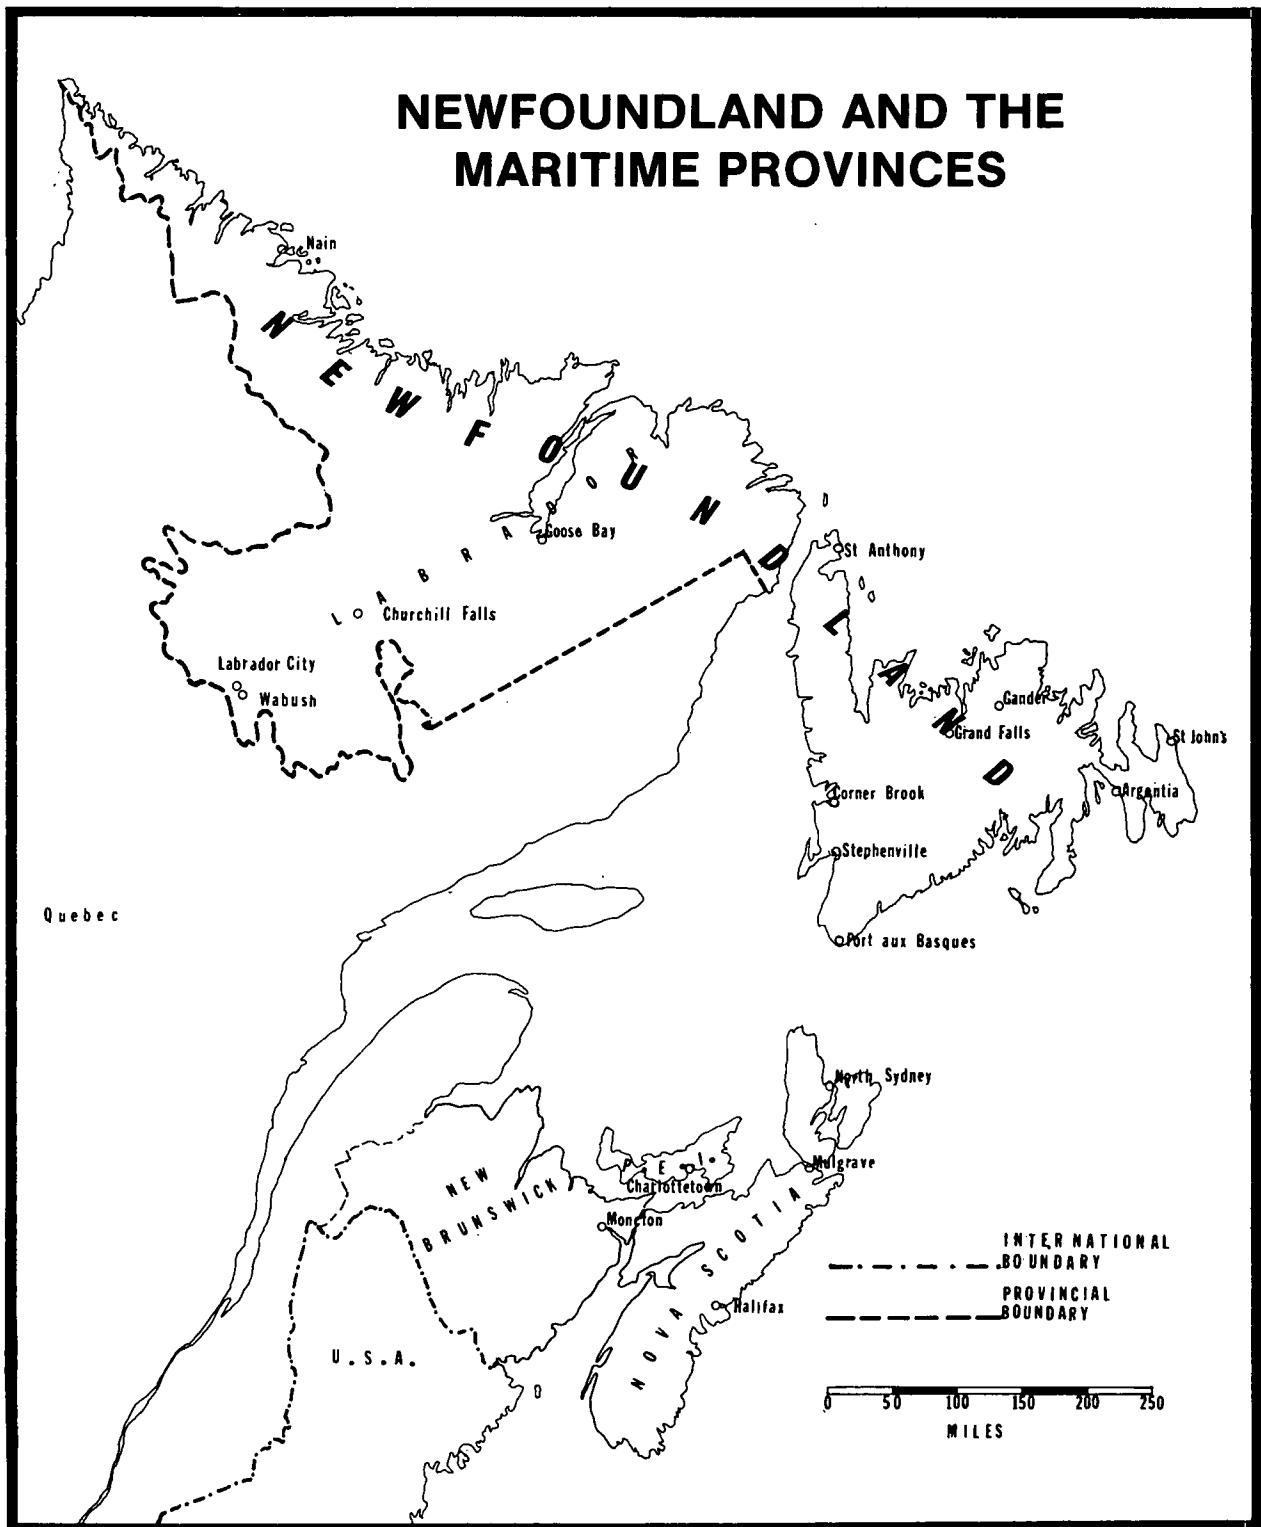 NEWFOUNDLAND AND THE
MARITIME PROVINCES
Nain
NEWFOUNDLAND
LABRADOR
Goose Bay
St Anthony
Churchill Falls
Labrador City
Wabush
Gander
Grand Falls
St John's
Corner Brook
Argentia
Stephenville
Quebec
Port aux Basques
North Sydney
Mulgrave
P.E.I.
Charlottetown
NEW
BRUNSWICK
Moncton
NOVA SCOTIA
Halifax
U.S.A.
INTERNATIONAL
BOUNDARY
PROVINCIAL
BOUNDARY
0 50 100 150 200 250
MILES